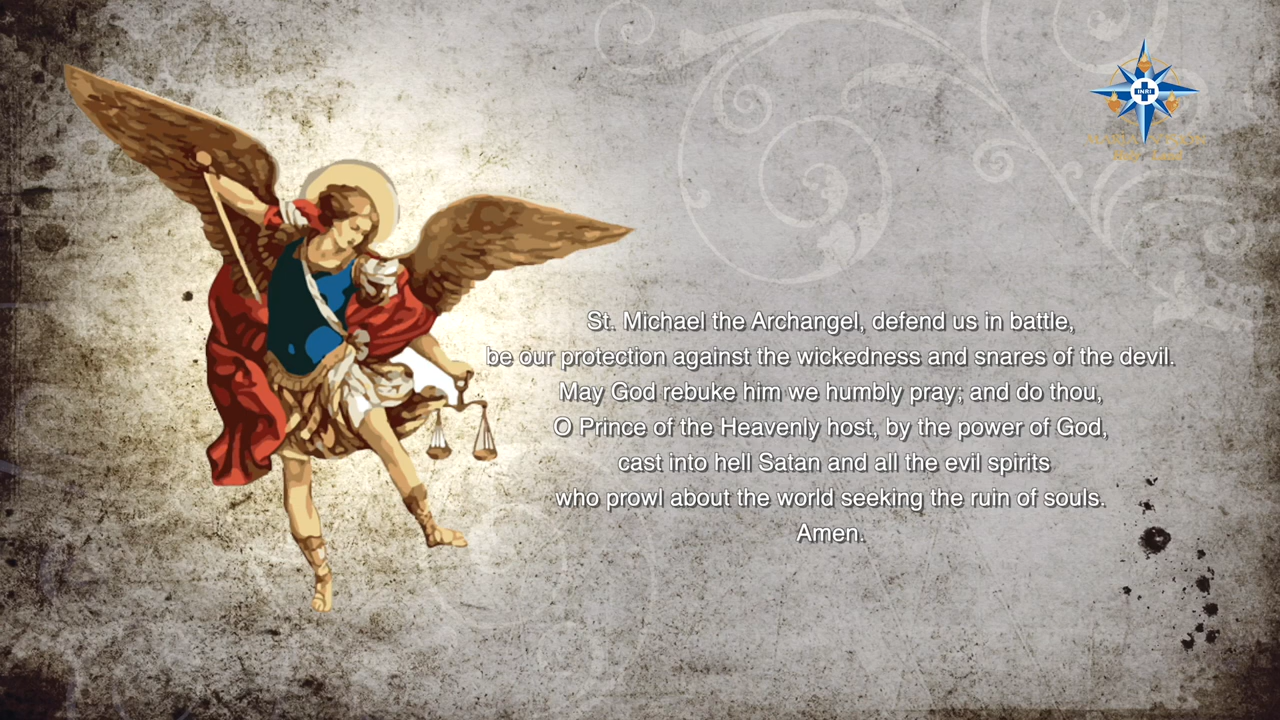 INRI
St. Michael the Archangel, defend us in battle,
be our protection against the wickedness and snares of the devil.
May God rebuke him we humbly pray; and do thou,
O Prince of the Heavenly host, by the power of God,
cast into hell Satan and all the evil spirits
who prowl about the world seeking the ruin of souls.
Amen.